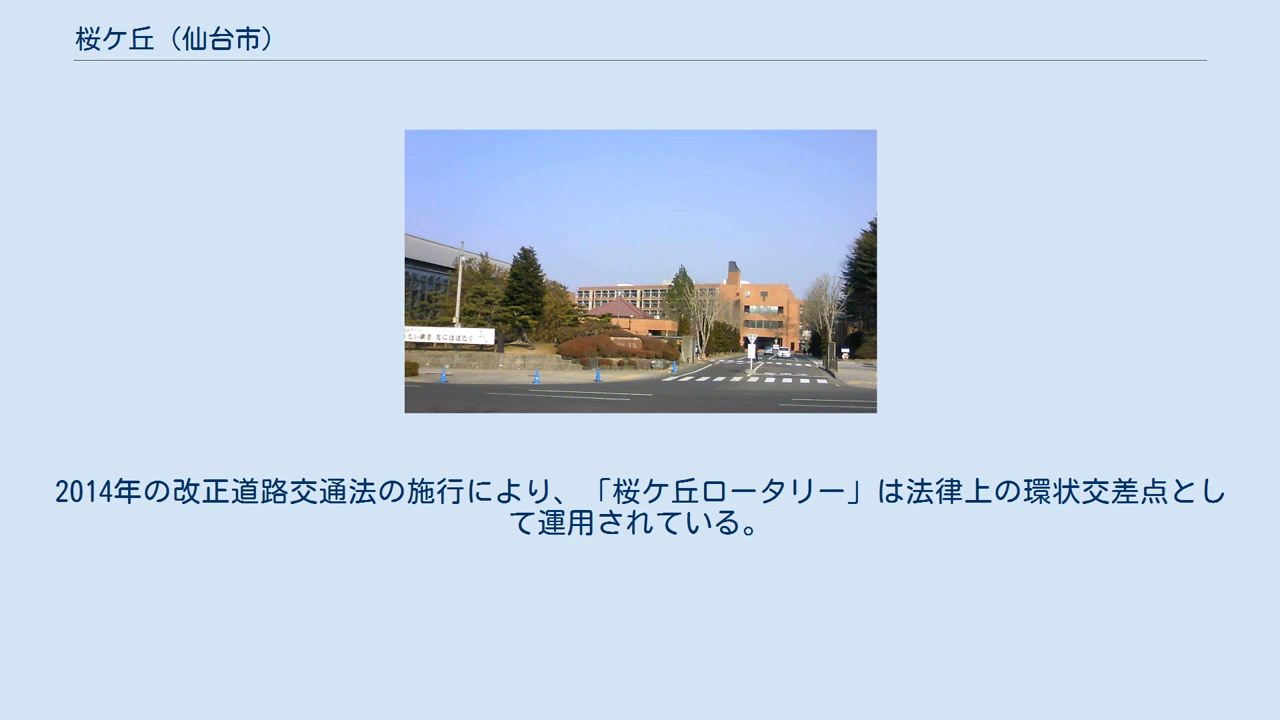 桜ケ丘（仙台市）
2014年の改正道路交通法の施行により、「桜ケ丘ロータリー」は法律上の環状交差点とし
て運用されている。